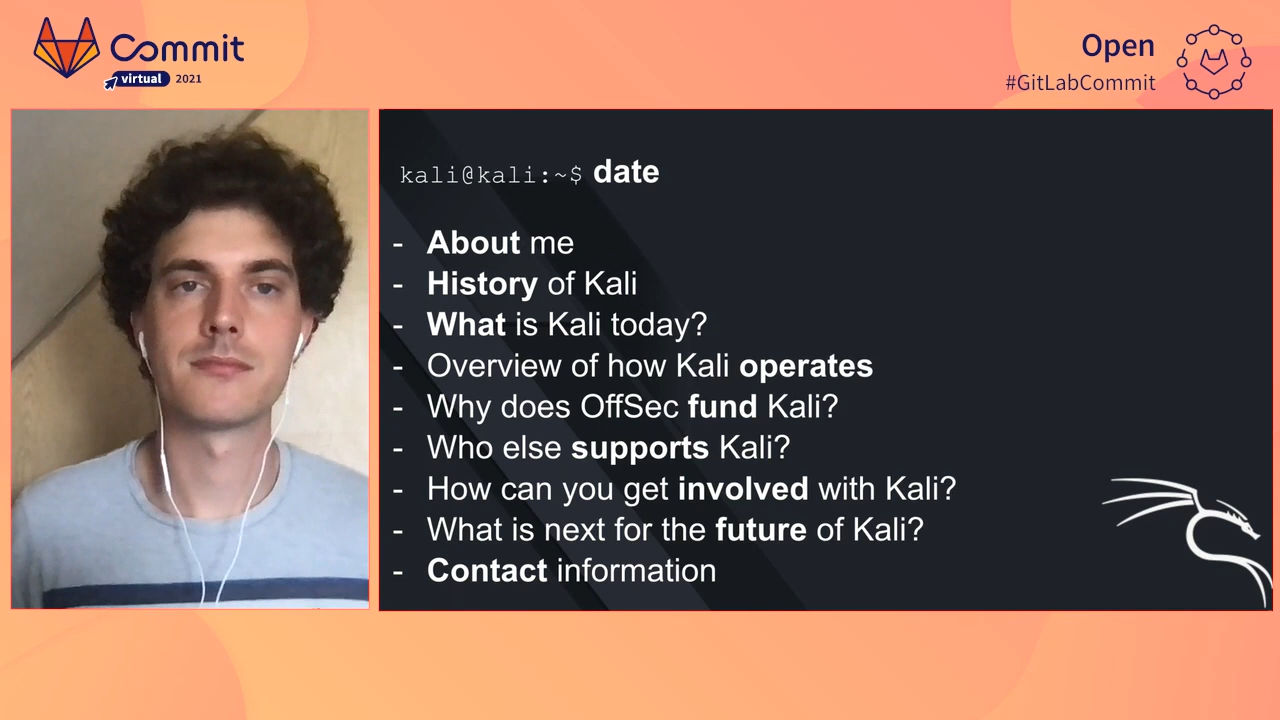 Commit
virtual 2021
Open
#GitLabCommit
kali@kali:~$ date
- About me
- History of Kali
- What is Kali today?
- Overview of how Kali operates
- Why does OffSec fund Kali?
- Who else supports Kali?
- How can you get involved with Kali?
- What is next for the future of Kali?
- Contact information